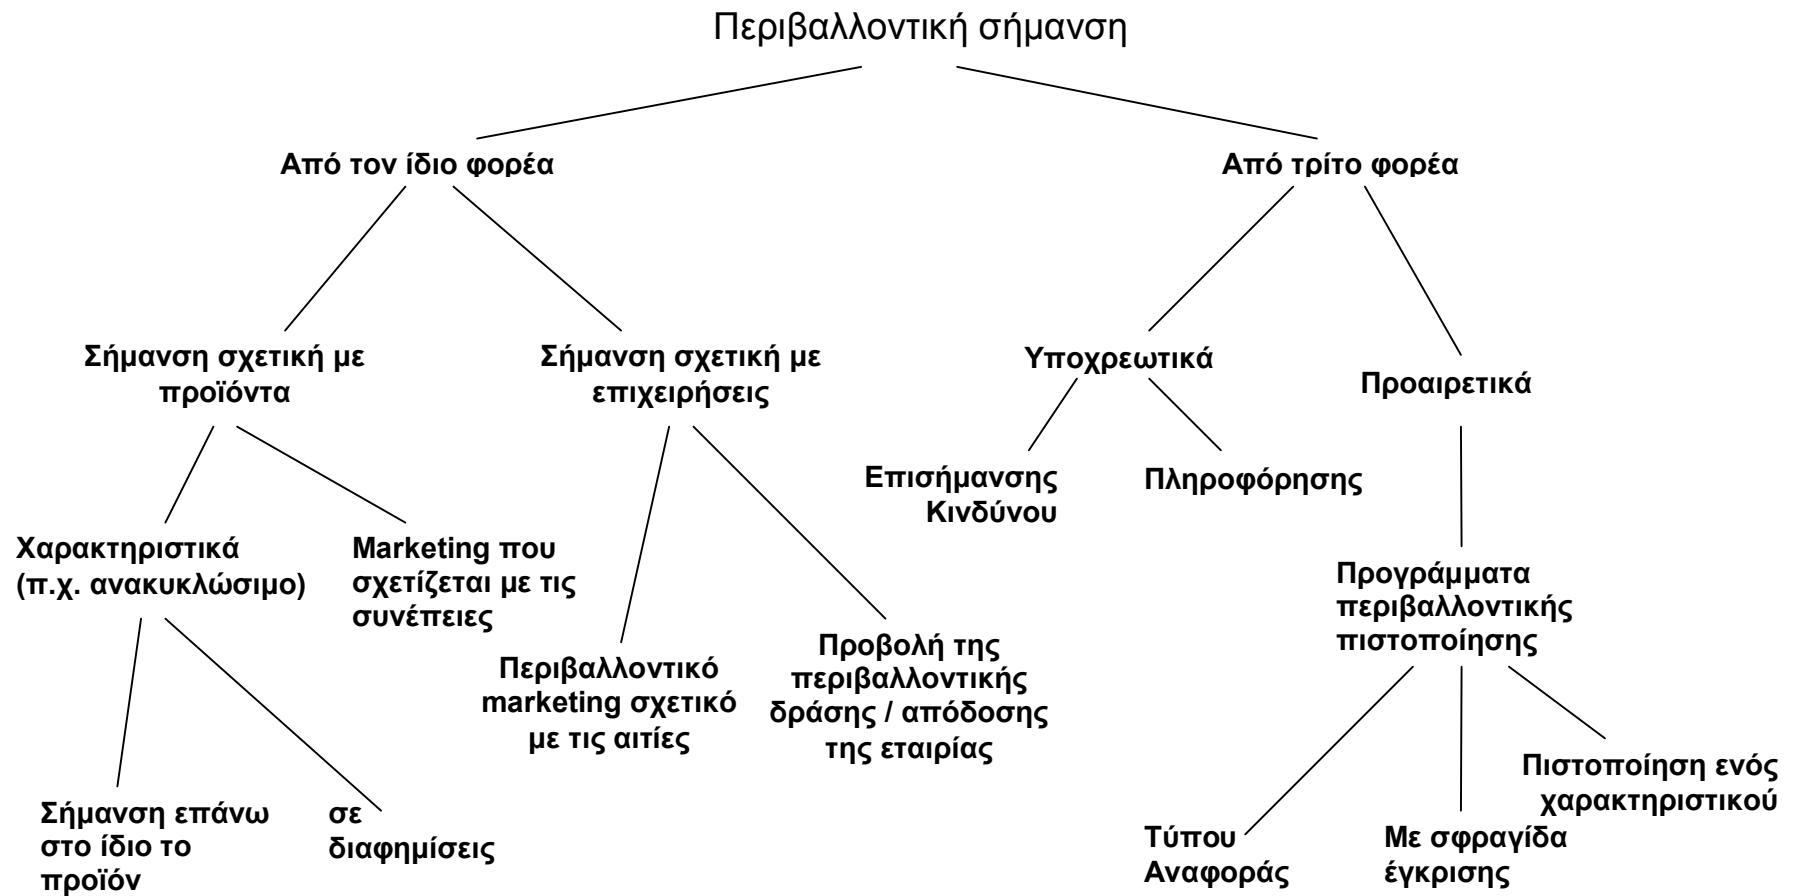 Περιβαλλοντική σήμανση
Από τον ίδιο φορέα
Από τρίτο φορέα
Σήμανση σχετική με
προϊόντα
Σήμανση σχετική με
επιχειρήσεις
Υποχρεωτικά
Προαιρετικά
Επισήμανσης
Κινδύνου
Πληροφόρησης
Χαρακτηριστικά
(π.χ. ανακυκλώσιμο)
Marketing που
σχετίζεται με τις
συνέπειες
Προγράμματα
περιβαλλοντικής
πιστοποίησης
Περιβαλλοντικό
marketing σχετικό
με τις αιτίες
Προβολή της
περιβαλλοντικής
δράσης / απόδοσης
της εταιρίας
Πιστοποίηση ενός
χαρακτηριστικού
Σήμανση επάνω
στο ίδιο το
προϊόν
σε
διαφημίσεις
Τύπου
Αναφοράς
Με σφραγίδα
έγκρισης